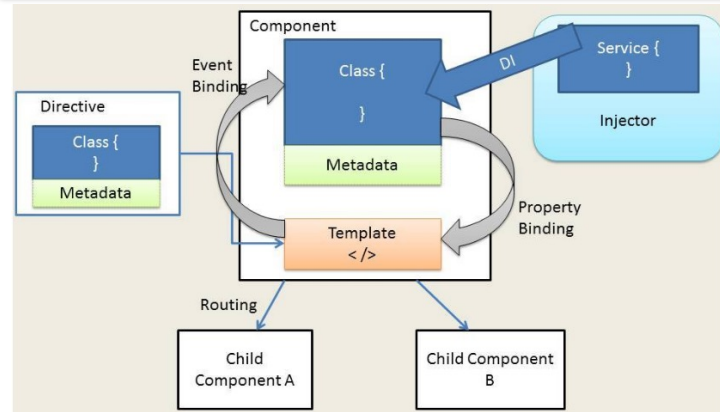 Component
Class {
}
Metadata
Template
< />
Event
Binding
Property
Binding
DI
Service {
}
Injector
Directive
Class {
}
Metadata
Routing
Child
Component A
Child Component
B